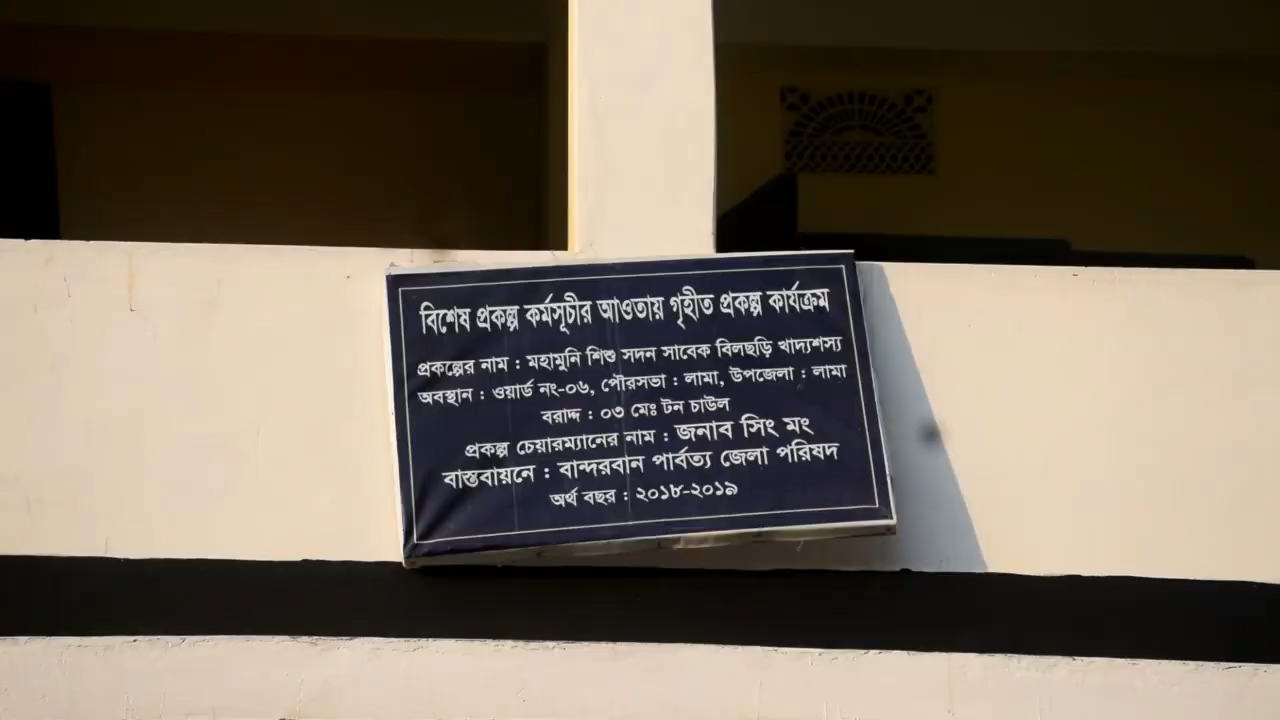 বিশেষ প্রকল্প কর্মসূচীর আওতায় গৃহীত প্রকল্প কার্যক্রম
প্রকল্পের নাম : মহামুনি শিশু সদন সাবেক বিলছড়ি খাদ্যশস্য
অবস্থান : ওয়ার্ড নং-০৬, পৌরসভা : লামা, উপজেলা : লামা
বরাদ্দ : ০৩ মেঃ টন চাউল
প্রকল্প চেয়ারম্যানের নাম : জনাব সিং মং
বাস্তবায়নে : বান্দরবান পার্বত্য জেলা পরিষদ
অর্থ বছর : ২০১৮-২০১৯